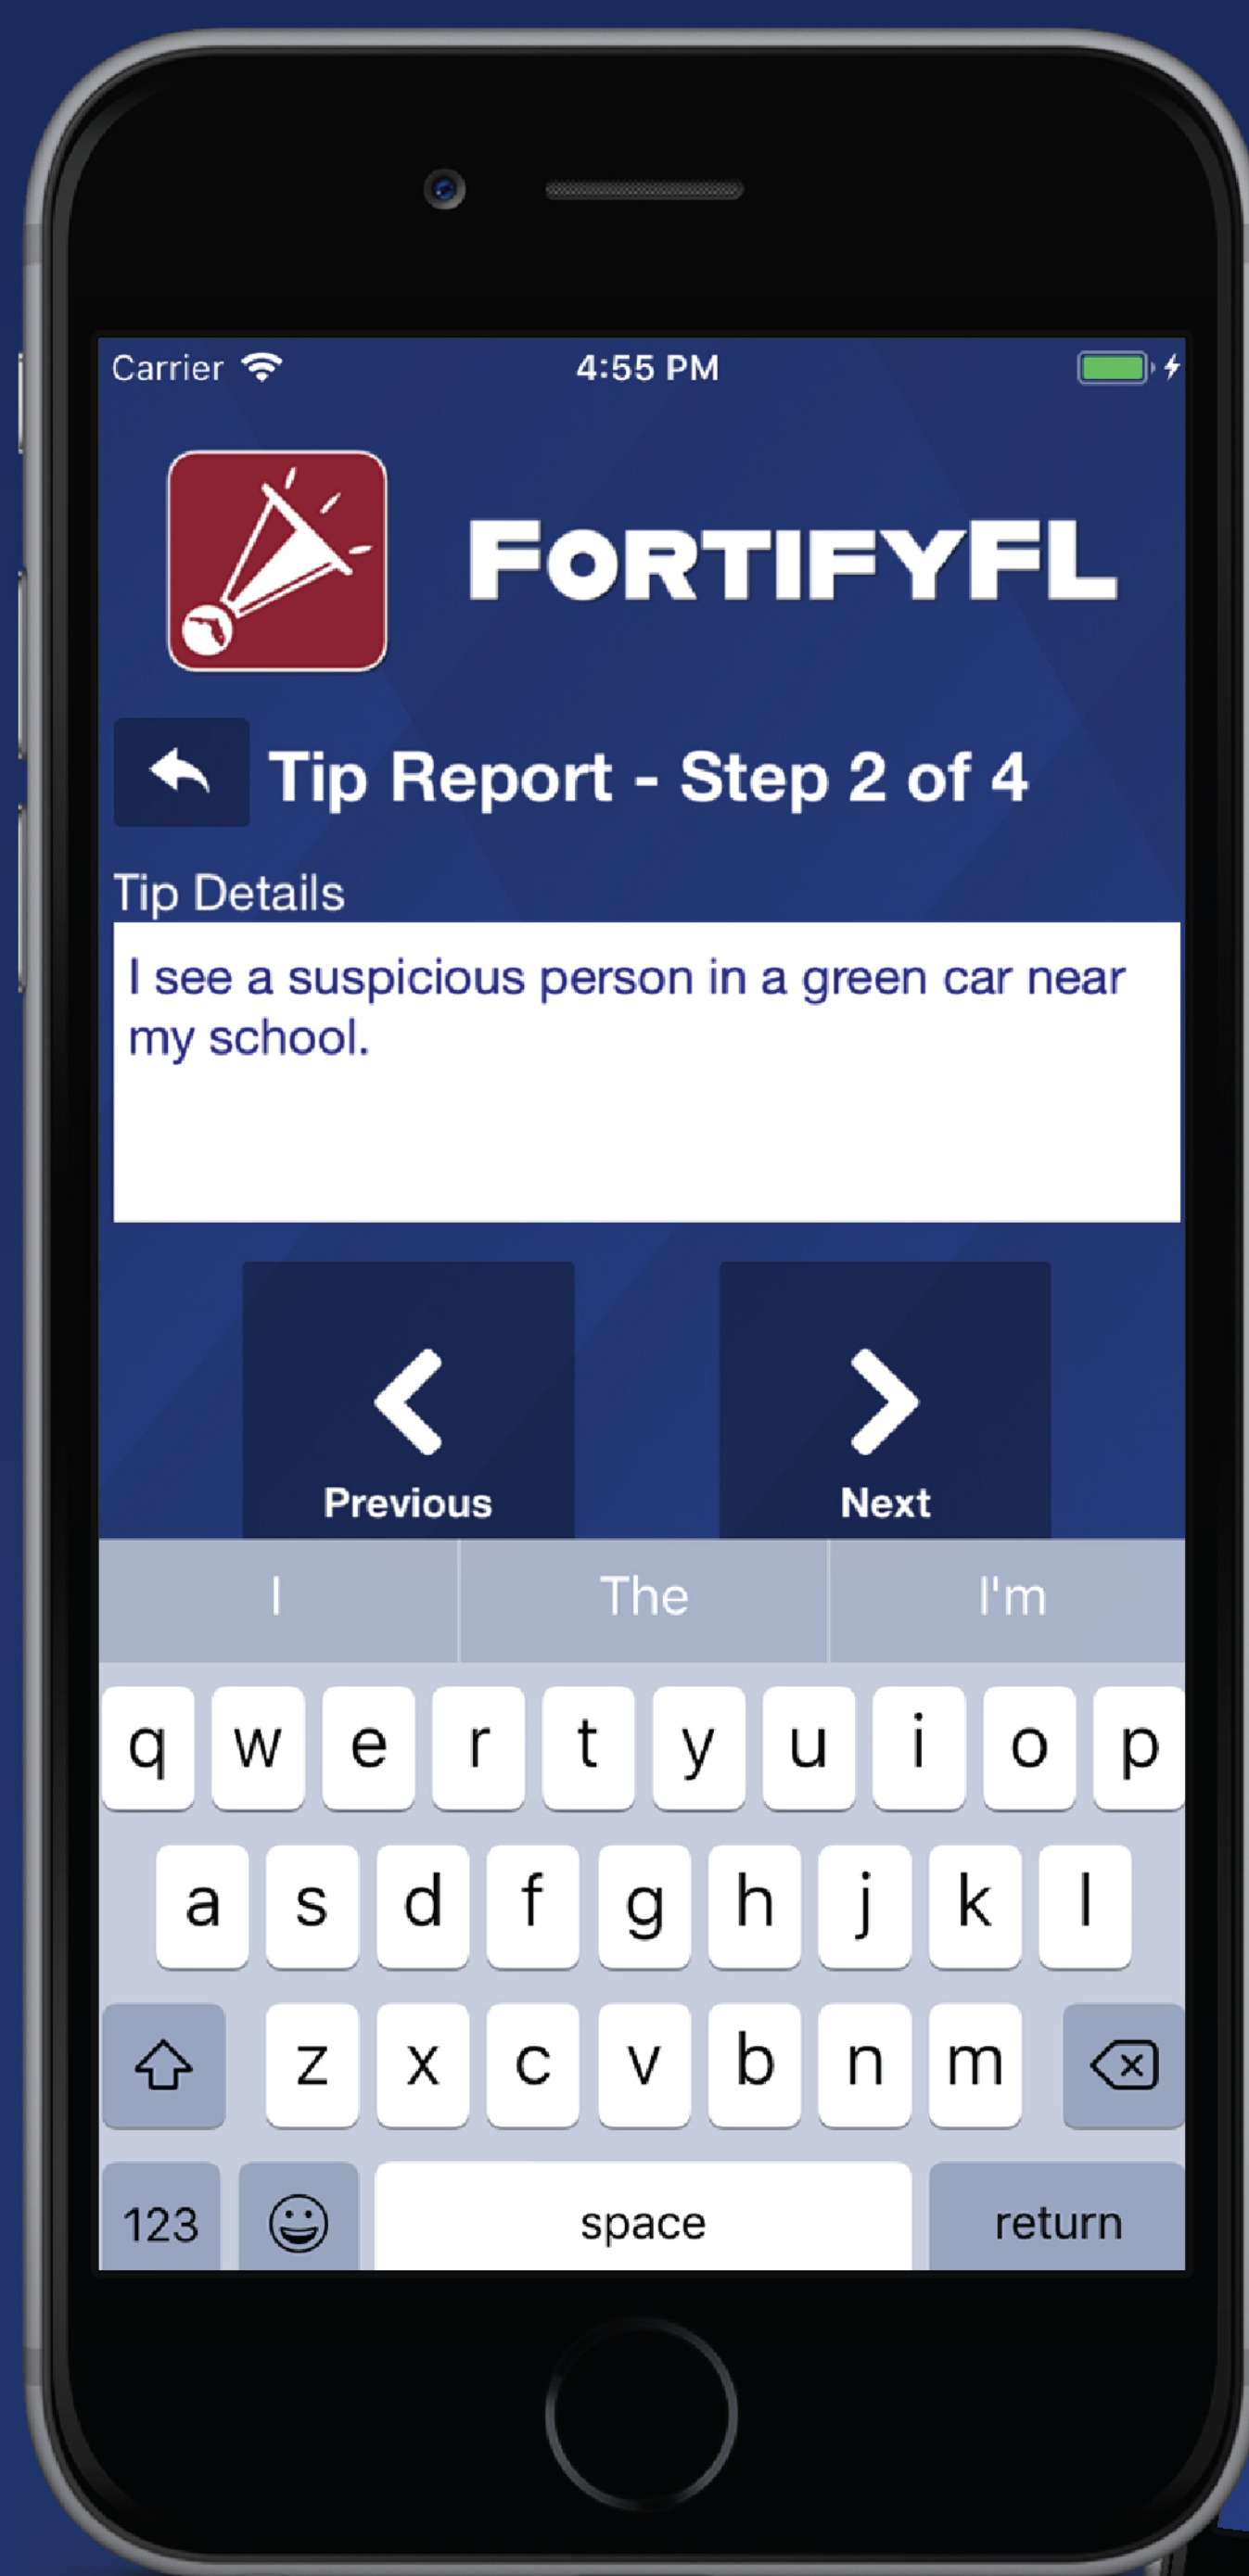 Carrier
4:55 PM
FORTIFYFL
Tip Report - Step 2 of 4
Tip Details
I see a suspicious person in a green car near
my school.
Previous
Next
I The I'm
q w e r t y u i o p
a s d f g h j k l
z x c v b n m
123 space return